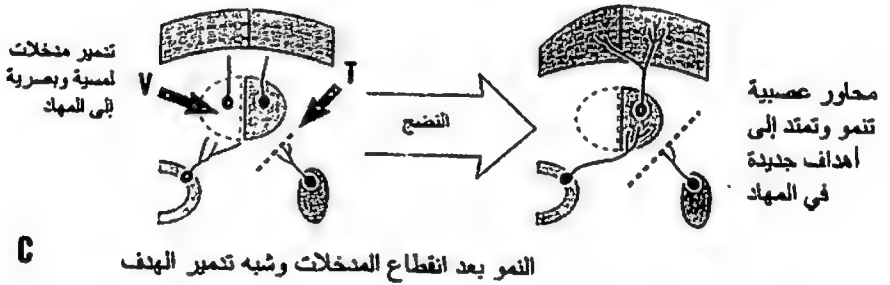 تدمير مدخلات
لمسية وبصرية
إلى المهاد
V
T
النضج
محاور عصبية
تنمو وتمتد إلى
أهداف جديدة
في المهاد
C
النمو بعد انقطاع المدخلات وشبه تدمير الهدف